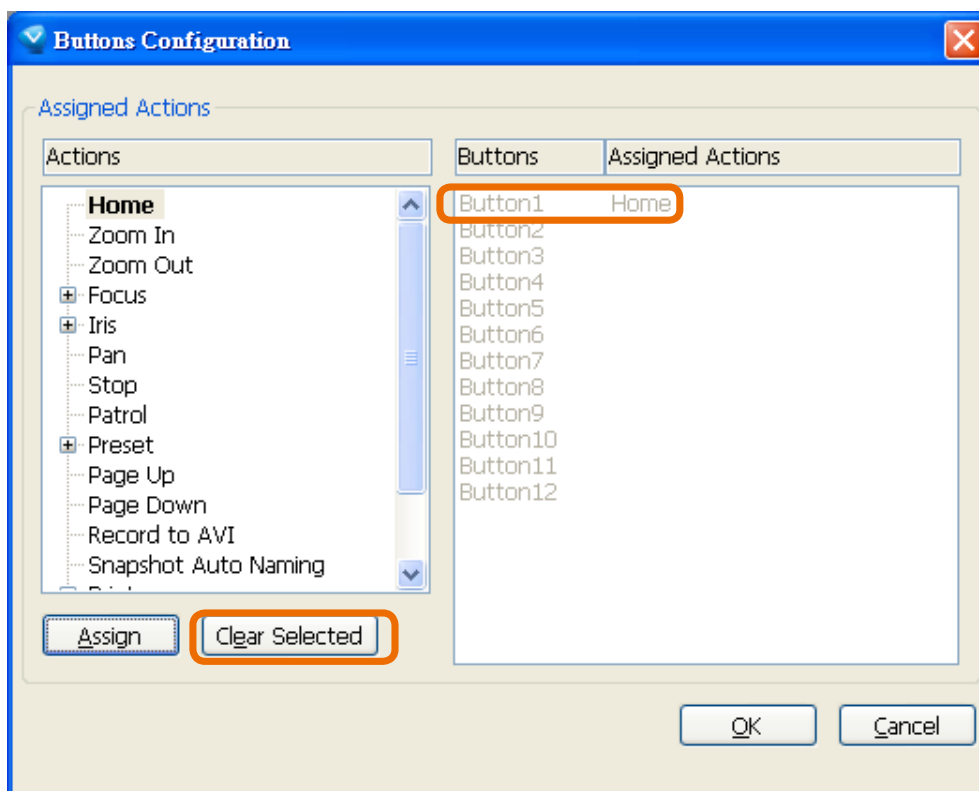 Buttons Configuration
Assigned Actions
Actions
Buttons Assigned Actions
Home
Zoom In
Zoom Out
Focus
Iris
Pan
Stop
Patrol
Preset
Page Up
Page Down
Record to AVI
Snapshot Auto Naming
Button1 Home
Button2
Button3
Button4
Button5
Button6
Button7
Button8
Button9
Button10
Button11
Button12
Assign
Clear Selected
OK
Cancel